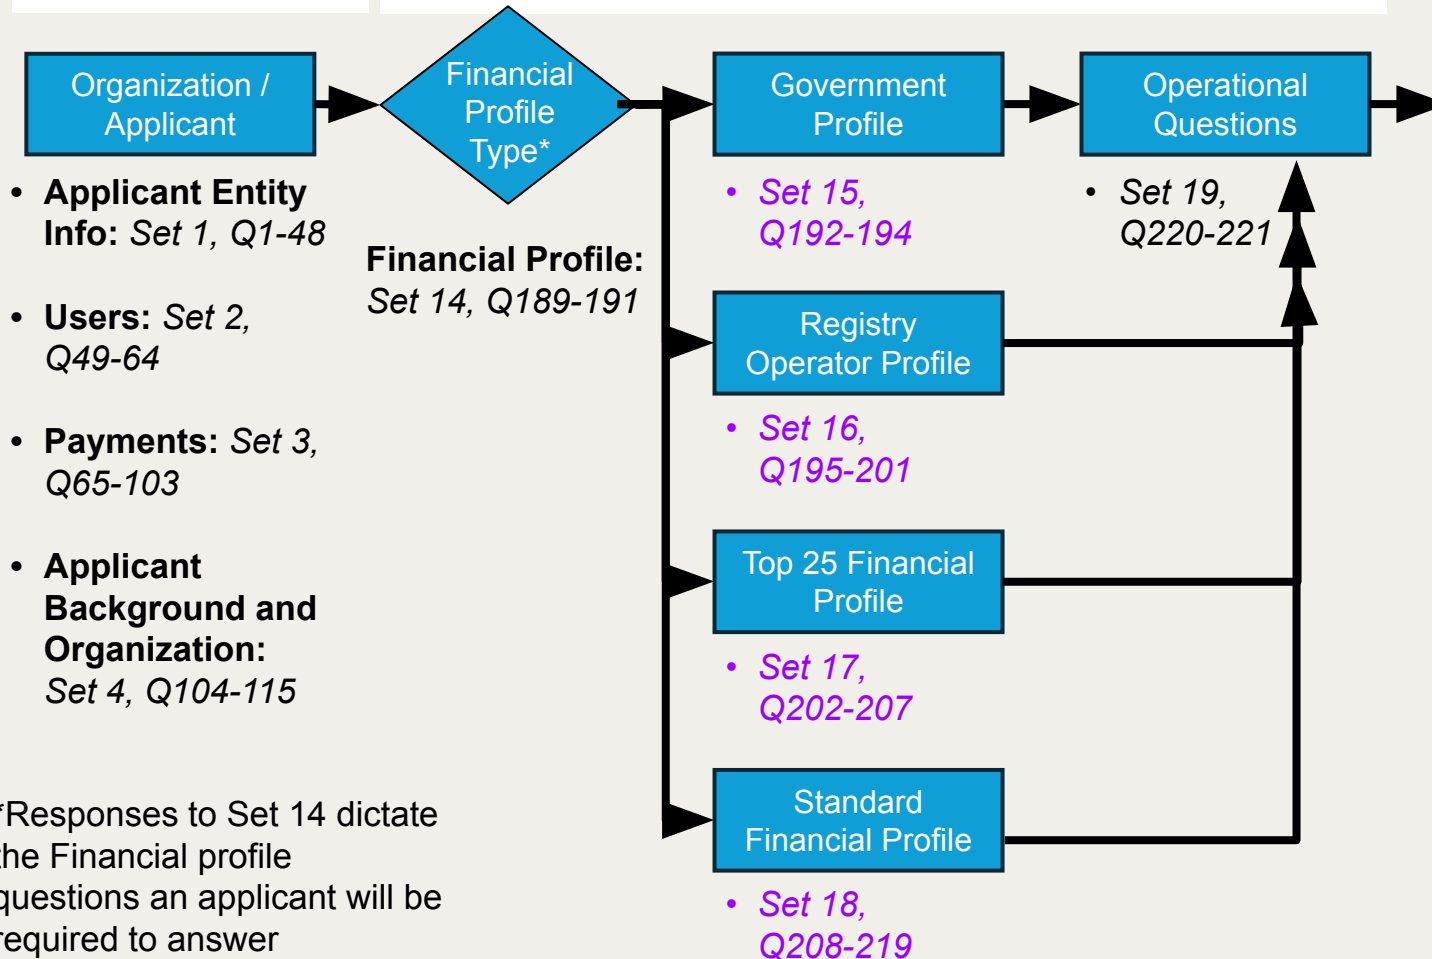 Organization /
Applicant
• Applicant Entity
Info: Set 1, Q1-48
• Users: Set 2,
Q49-64
• Payments: Set 3,
Q65-103
• Applicant
Background and
Organization:
Set 4, Q104-115
*Responses to Set 14 dictate
the Financial profile
questions an applicant will be
required to answer
Financial
Profile
Type*
Financial Profile:
Set 14, Q189-191
Government
Profile
• Set 15,
Q192-194
Registry
Operator Profile
• Set 16,
Q195-201
Top 25 Financial
Profile
• Set 17,
Q202-207
Standard
Financial Profile
• Set 18,
Q208-219
Operational
Questions
• Set 19,
Q220-221